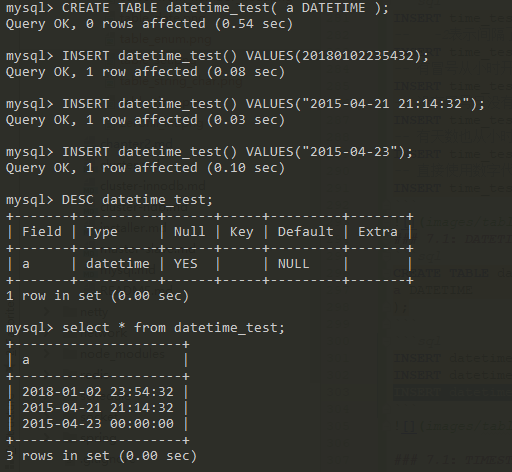 mysql> CREATE TABLE datetime_test( a DATETIME );
Query OK, 0 rows affected (0.54 sec)
mysql> INSERT datetime_test() VALUES(20180102235432);
Query OK, 1 row affected (0.08 sec)
mysql> INSERT datetime_test() VALUES("2015-04-21 21:14:32");
Query OK, 1 row affected (0.03 sec)
mysql> INSERT datetime_test() VALUES("2015-04-23");
Query OK, 1 row affected (0.10 sec)
mysql> DESC datetime_test;
+-------+----------+------+-----+---------+-------+
| Field | Type     | Null | Key | Default | Extra |
+-------+----------+------+-----+---------+-------+
| a     | datetime | YES  |     | NULL    |       |
+-------+----------+------+-----+---------+-------+
1 row in set (0.00 sec)
mysql> select * from datetime_test;
+---------------------+
| a                   |
+---------------------+
| 2018-01-02 23:54:32 |
| 2015-04-21 21:14:32 |
| 2015-04-23 00:00:00 |
+---------------------+
3 rows in set (0.00 sec)